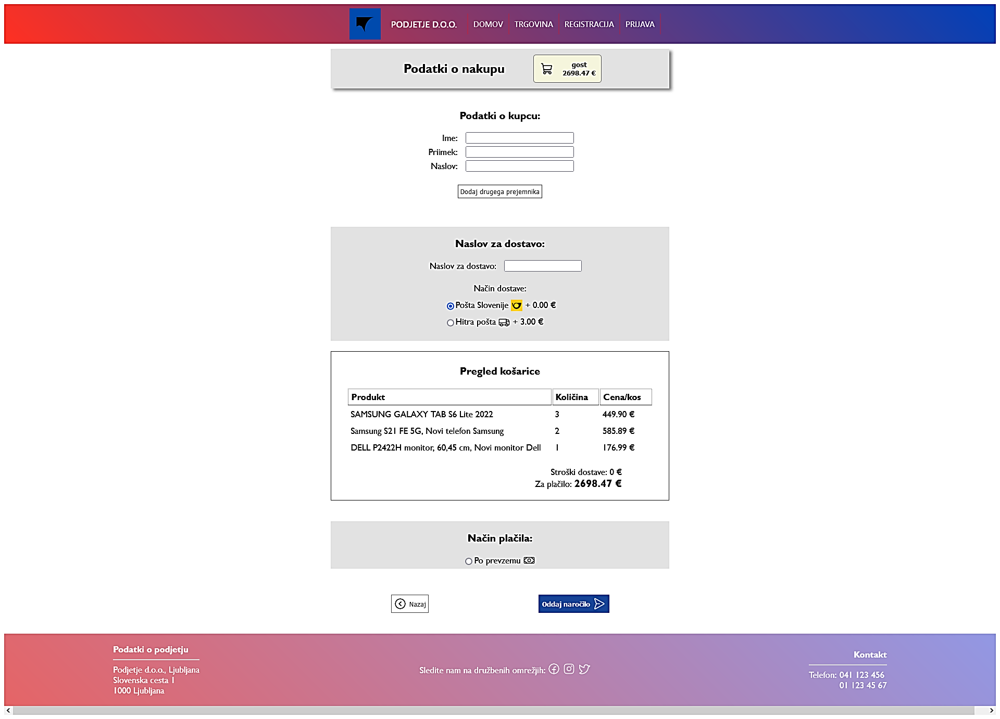 PODJETJE D.O.O. DOMOV TRGOVINA REGISTRACIJA PRIJAVA
Podatki o nakupu
gost
2698.47 €
Podatki o kupcu:
Ime:
Priimek:
Naslov:
Dodaj drugega prejemnika
Naslov za dostavo:
Naslov za dostavo:
Način dostave:
Pošta Slovenije + 0.00 €
Hitra pošta + 3.00 €
Pregled košarice
Produkt Količina Cena/kos
SAMSUNG GALAXY TAB S6 Lite 2022 3 449.90 €
Samsung S21 FE 5G, Novi telefon Samsung 2 585.89 €
DELL P2422H monitor, 60,45 cm, Novi monitor Dell 1 176.99 €
Stroški dostave: 0 €
Za plačilo: 2698.47 €
Način plačila:
Po prevzemu
Nazaj
Oddaj naročilo
Podatki o podjetju
Podjetje d.o.o., Ljubljana
Slovenska cesta 1
1000 Ljubljana
Sledite nam na družbenih omrežjih:
Kontakt
Telefon: 041 123 456
01 123 45 67